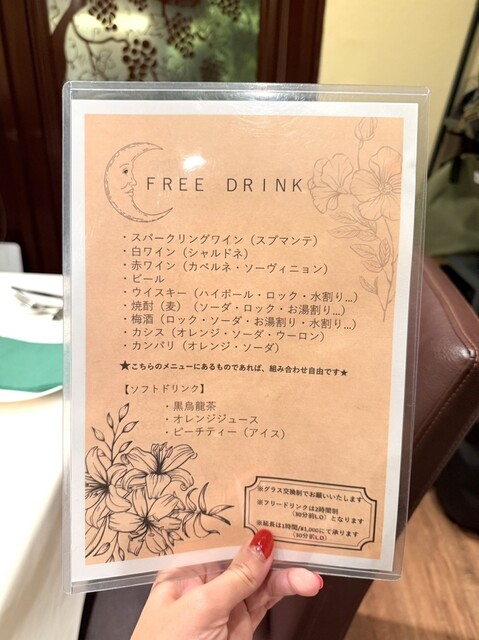 FREE DRINK
・スパークリングワイン（スプマンテ）
・白ワイン（シャルドネ）
・赤ワイン（カベルネ・ソーヴィニョン）
・ビール
・ウイスキー（ハイボール・ロック・水割り...）
・焼酎（麦）（ソーダ・ロック・お湯割り...）
・梅酒（ロック・ソーダ・お湯割り・水割り...）
・カシス（オレンジ・ソーダ・ウーロン）
・カンパリ（オレンジ・ソーダ）
★こちらのメニューにあるものであれば、組み合わせ自由です★
【ソフトドリンク】
・黒烏龍茶
・オレンジジュース
・ピーチティー（アイス）
※グラス交換制でお願いいたします
※フリードリンクは2時間制
（30分前L.O）となります
※延長は1時間/¥1,000にて承ります
（30分前L.O）